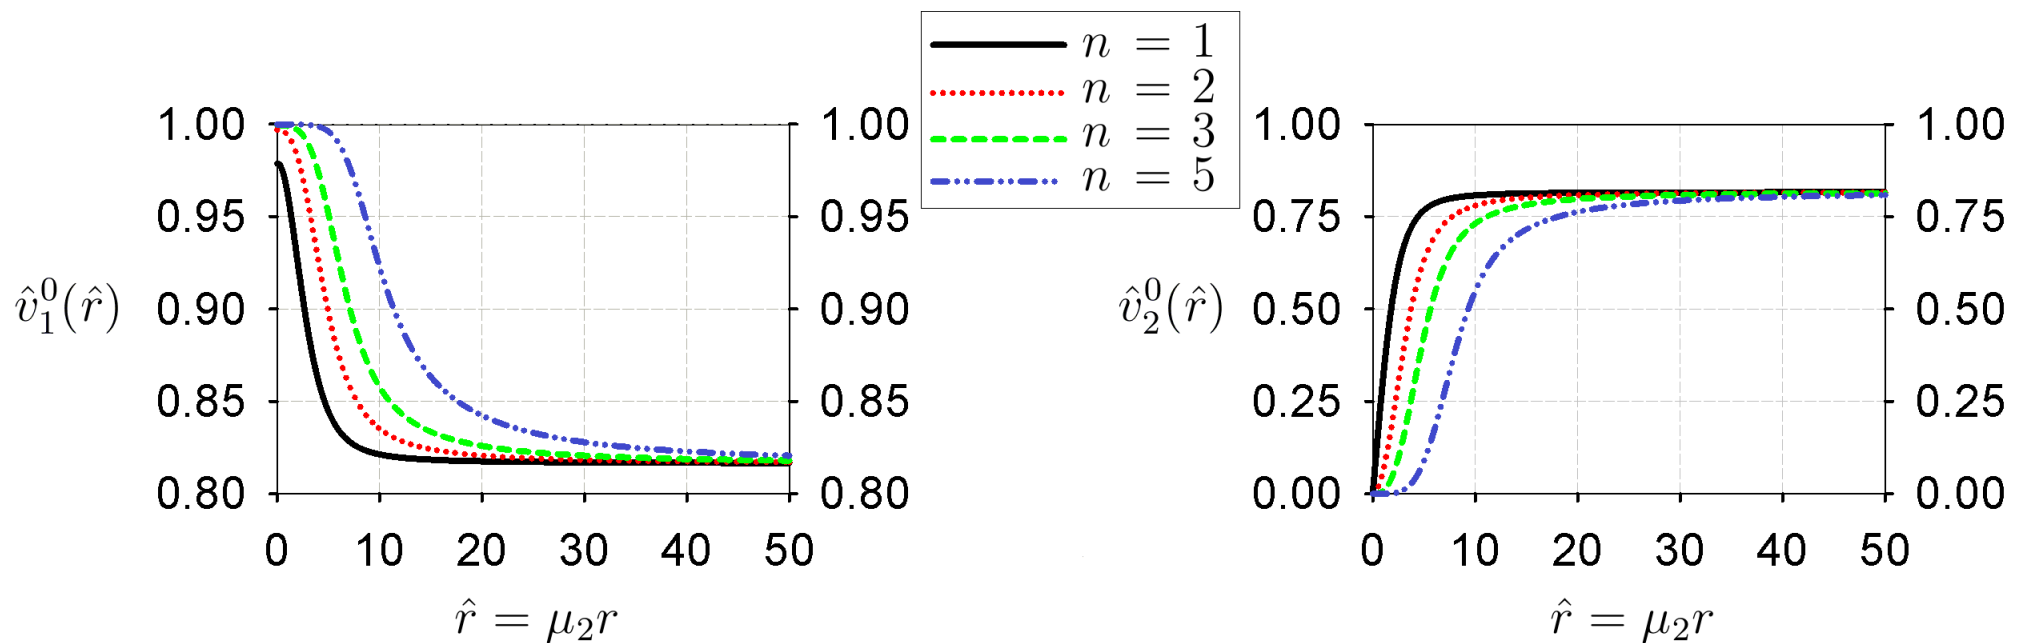 n = 1
n = 2
n = 3
n = 5
1.00 1.00 1.00 1.00
0.95 0.95 0.75 0.75
v̂₁⁰(r̂) 0.90 0.90 v̂₂⁰(r̂) 0.50 0.50
0.85 0.85 0.25 0.25
0.80 0.80 0.00 0.00
0 10 20 30 40 50 0 10 20 30 40 50
r̂ = μ₂r r̂ = μ₂r